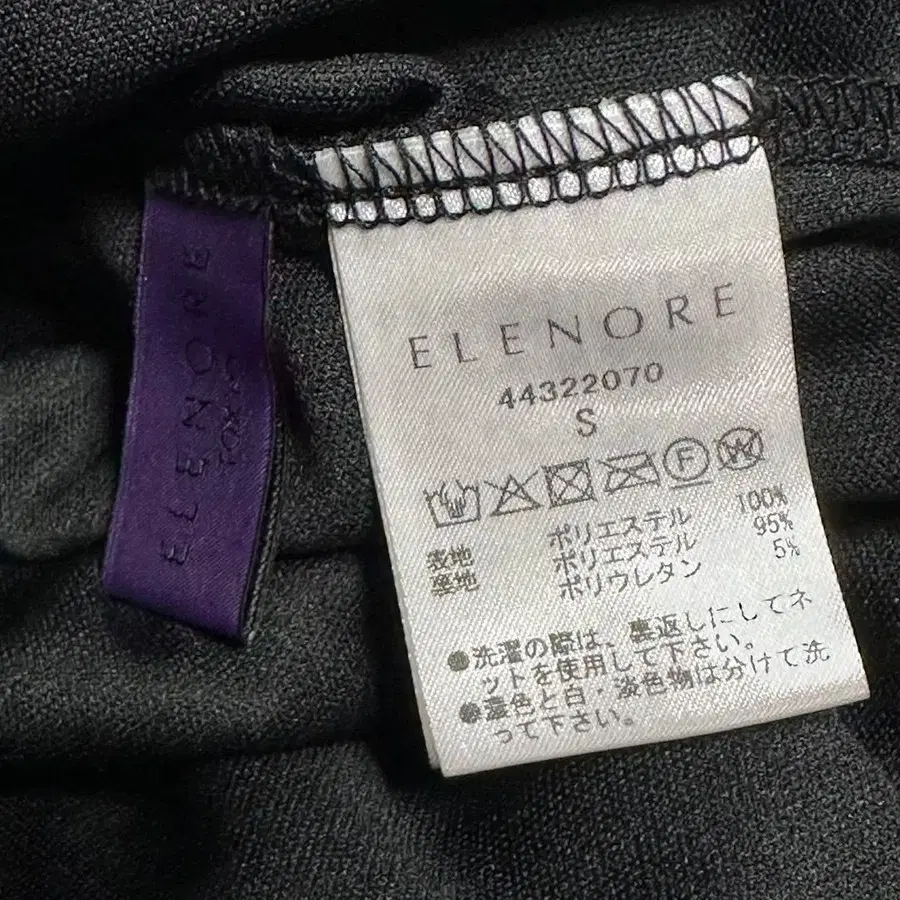 ELENORE
ELENORE
44322070
S
F
W
表地 ポリエステル 100%
裏地 ポリエステル 95%
ポリウレタン 5%
●洗濯の際は、裏返しにしてネ
ットを使用して下さい。
●濃色と白・淡色物は分けて洗
って下さい。